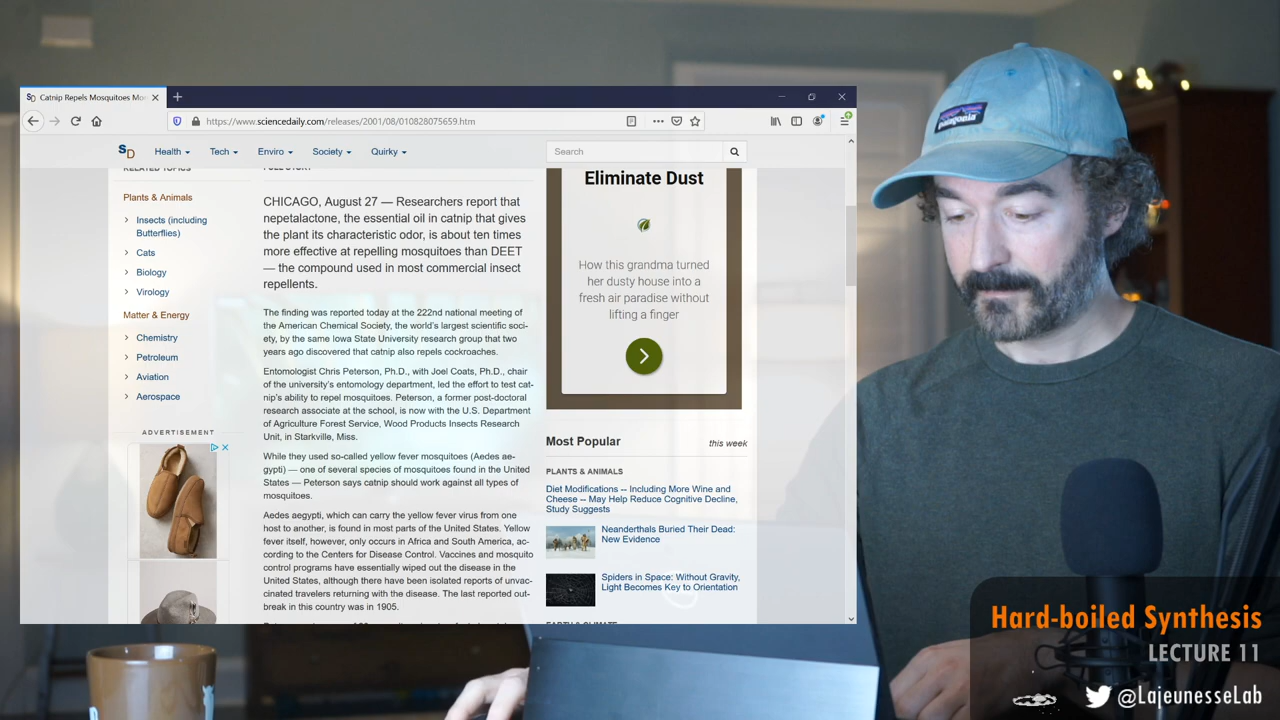 Catnip Repels Mosquitoes Mo
https://www.sciencedaily.com/releases/2001/08/010828075659.htm
SD
Health
Tech
Enviro
Society
Quirky
Search
RELATED TOPICS
Plants & Animals
Insects (including
Butterflies)
Cats
Biology
Virology
Matter & Energy
Chemistry
Petroleum
Aviation
Aerospace
ADVERTISEMENT
FULL STORY
CHICAGO, August 27 — Researchers report that
nepetalactone, the essential oil in catnip that gives
the plant its characteristic odor, is about ten times
more effective at repelling mosquitoes than DEET
— the compound used in most commercial insect
repellents.
The finding was reported today at the 222nd national meeting of
the American Chemical Society, the world's largest scientific soci-
ety, by the same Iowa State University research group that two
years ago discovered that catnip also repels cockroaches.
Entomologist Chris Peterson, Ph.D., with Joel Coats, Ph.D., chair
of the university's entomology department, led the effort to test cat-
nip's ability to repel mosquitoes. Peterson, a former post-doctoral
research associate at the school, is now with the U.S. Department
of Agriculture Forest Service, Wood Products Insects Research
Unit, in Starkville, Miss.
While they used so-called yellow fever mosquitoes (Aedes ae-
gypti) — one of several species of mosquitoes found in the United
States — Peterson says catnip should work against all types of
mosquitoes.
Aedes aegypti, which can carry the yellow fever virus from one
host to another, is found in most parts of the United States. Yellow
fever itself, however, only occurs in Africa and South America, ac-
cording to the Centers for Disease Control. Vaccines and mosquito
control programs have essentially wiped out the disease in the
United States, although there have been isolated reports of unvac-
cinated travelers returning with the disease. The last reported out-
break in this country was in 1905.
Eliminate Dust
How this grandma turned
her dusty house into a
fresh air paradise without
lifting a finger
Most Popular
this week
PLANTS & ANIMALS
Diet Modifications -- Including More Wine and
Cheese -- May Help Reduce Cognitive Decline,
Study Suggests
Neanderthals Buried Their Dead:
New Evidence
Spiders in Space: Without Gravity,
Light Becomes Key to Orientation
EARTH & CLIMATE
patagonia
Hard-boiled Synthesis
LECTURE 11
@LajeunesseLab